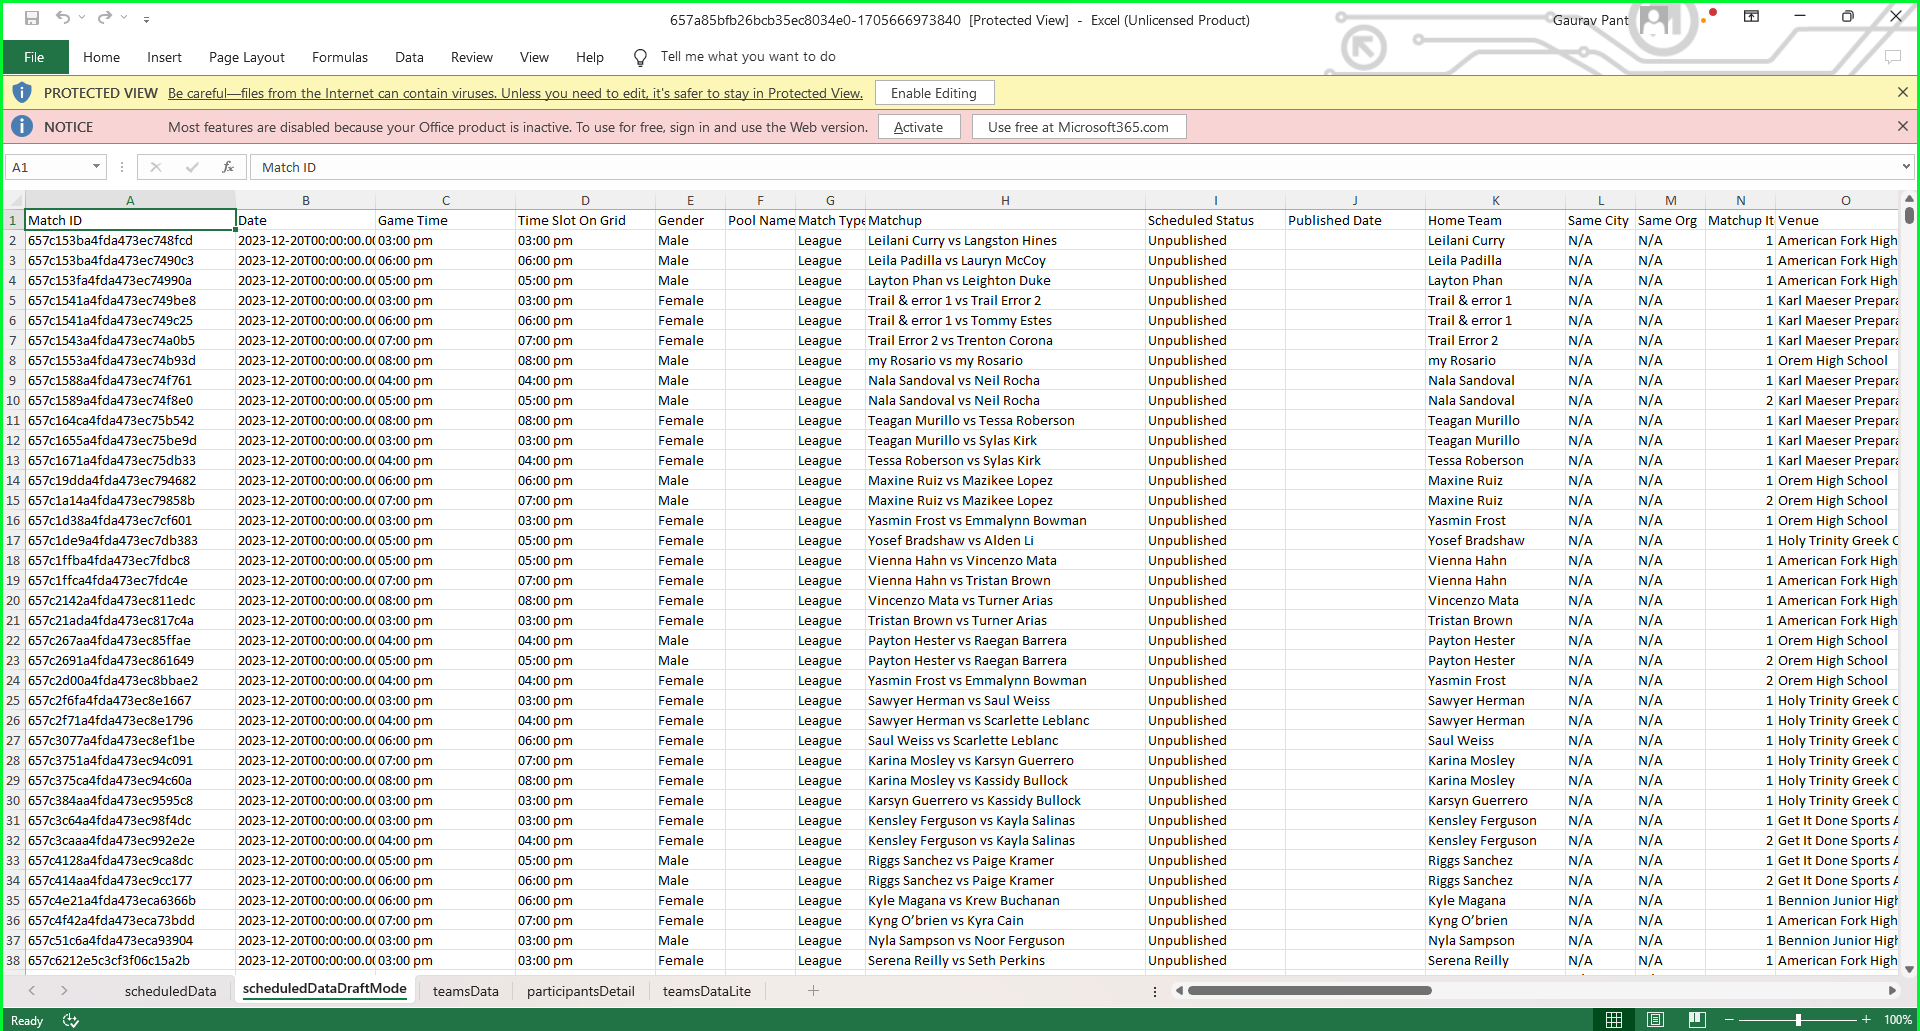 657a85bfb26bcb35ec8034e0-1705666973840 [Protected View] - Excel (Unlicensed Product) Gaurav Pant
File Home Insert Page Layout Formulas Data Review View Help Tell me what you want to do
PROTECTED VIEW Be careful—files from the Internet can contain viruses. Unless you need to edit, it's safer to stay in Protected View. Enable Editing
NOTICE Most features are disabled because your Office product is inactive. To use for free, sign in and use the Web version. Activate Use free at Microsoft365.com
A1 fx Match ID
A B C D E F G H I J K L M N O
1 Match ID Date Game Time Time Slot On Grid Gender Pool Name Match Type Matchup Scheduled Status Published Date Home Team Same City Same Org Matchup It Venue
2 657c153ba4fda473ec748fcd 2023-12-20T00:00:00.00 03:00 pm 03:00 pm Male League Leilani Curry vs Langston Hines Unpublished Leilani Curry N/A N/A 1 American Fork High
3 657c153ba4fda473ec7490c3 2023-12-20T00:00:00.00 06:00 pm 06:00 pm Male League Leila Padilla vs Lauryn McCoy Unpublished Leila Padilla N/A N/A 1 American Fork High
4 657c153fa4fda473ec74990a 2023-12-20T00:00:00.00 05:00 pm 05:00 pm Male League Layton Phan vs Leighton Duke Unpublished Layton Phan N/A N/A 1 American Fork High
5 657c1541a4fda473ec749be8 2023-12-20T00:00:00.00 03:00 pm 03:00 pm Female League Trail & error 1 vs Trail Error 2 Unpublished Trail & error 1 N/A N/A 1 Karl Maeser Prepara
6 657c1541a4fda473ec749c25 2023-12-20T00:00:00.00 06:00 pm 06:00 pm Female League Trail & error 1 vs Tommy Estes Unpublished Trail & error 1 N/A N/A 1 Karl Maeser Prepara
7 657c1543a4fda473ec74a0b5 2023-12-20T00:00:00.00 07:00 pm 07:00 pm Female League Trail Error 2 vs Trenton Corona Unpublished Trail Error 2 N/A N/A 1 Karl Maeser Prepara
8 657c1553a4fda473ec74b93d 2023-12-20T00:00:00.00 08:00 pm 08:00 pm Male League my Rosario vs my Rosario Unpublished my Rosario N/A N/A 1 Orem High School
9 657c1588a4fda473ec74f761 2023-12-20T00:00:00.00 04:00 pm 04:00 pm Male League Nala Sandoval vs Neil Rocha Unpublished Nala Sandoval N/A N/A 1 Karl Maeser Prepara
10 657c1589a4fda473ec74f8e0 2023-12-20T00:00:00.00 05:00 pm 05:00 pm Male League Nala Sandoval vs Neil Rocha Unpublished Nala Sandoval N/A N/A 2 Karl Maeser Prepara
11 657c164ca4fda473ec75b542 2023-12-20T00:00:00.00 08:00 pm 08:00 pm Female League Teagan Murillo vs Tessa Roberson Unpublished Teagan Murillo N/A N/A 1 Karl Maeser Prepara
12 657c1655a4fda473ec75be9d 2023-12-20T00:00:00.00 03:00 pm 03:00 pm Female League Teagan Murillo vs Sylas Kirk Unpublished Teagan Murillo N/A N/A 1 Karl Maeser Prepara
13 657c1671a4fda473ec75db33 2023-12-20T00:00:00.00 04:00 pm 04:00 pm Female League Tessa Roberson vs Sylas Kirk Unpublished Tessa Roberson N/A N/A 1 Karl Maeser Prepara
14 657c19dda4fda473ec794682 2023-12-20T00:00:00.00 06:00 pm 06:00 pm Male League Maxine Ruiz vs Mazikee Lopez Unpublished Maxine Ruiz N/A N/A 1 Orem High School
15 657c1a14a4fda473ec79858b 2023-12-20T00:00:00.00 07:00 pm 07:00 pm Male League Maxine Ruiz vs Mazikee Lopez Unpublished Maxine Ruiz N/A N/A 2 Orem High School
16 657c1d38a4fda473ec7cf601 2023-12-20T00:00:00.00 03:00 pm 03:00 pm Female League Yasmin Frost vs Emmalynn Bowman Unpublished Yasmin Frost N/A N/A 1 Orem High School
17 657c1de9a4fda473ec7db383 2023-12-20T00:00:00.00 05:00 pm 05:00 pm Female League Yosef Bradshaw vs Alden Li Unpublished Yosef Bradshaw N/A N/A 1 Holy Trinity Greek O
18 657c1ffba4fda473ec7fdbc8 2023-12-20T00:00:00.00 05:00 pm 05:00 pm Female League Vienna Hahn vs Vincenzo Mata Unpublished Vienna Hahn N/A N/A 1 American Fork High
19 657c1ffca4fda473ec7fdc4e 2023-12-20T00:00:00.00 07:00 pm 07:00 pm Female League Vienna Hahn vs Tristan Brown Unpublished Vienna Hahn N/A N/A 1 American Fork High
20 657c2142a4fda473ec811edc 2023-12-20T00:00:00.00 08:00 pm 08:00 pm Female League Vincenzo Mata vs Turner Arias Unpublished Vincenzo Mata N/A N/A 1 American Fork High
21 657c21ada4fda473ec817c4a 2023-12-20T00:00:00.00 03:00 pm 03:00 pm Female League Tristan Brown vs Turner Arias Unpublished Tristan Brown N/A N/A 1 American Fork High
22 657c267aa4fda473ec85ffae 2023-12-20T00:00:00.00 04:00 pm 04:00 pm Male League Payton Hester vs Raegan Barrera Unpublished Payton Hester N/A N/A 1 Orem High School
23 657c2691a4fda473ec861649 2023-12-20T00:00:00.00 05:00 pm 05:00 pm Male League Payton Hester vs Raegan Barrera Unpublished Payton Hester N/A N/A 2 Orem High School
24 657c2d00a4fda473ec8bbae2 2023-12-20T00:00:00.00 04:00 pm 04:00 pm Female League Yasmin Frost vs Emmalynn Bowman Unpublished Yasmin Frost N/A N/A 2 Orem High School
25 657c2f6fa4fda473ec8e1667 2023-12-20T00:00:00.00 03:00 pm 03:00 pm Female League Sawyer Herman vs Saul Weiss Unpublished Sawyer Herman N/A N/A 1 Holy Trinity Greek O
26 657c2f71a4fda473ec8e1796 2023-12-20T00:00:00.00 04:00 pm 04:00 pm Female League Sawyer Herman vs Scarlette Leblanc Unpublished Sawyer Herman N/A N/A 1 Holy Trinity Greek O
27 657c3077a4fda473ec8ef1be 2023-12-20T00:00:00.00 06:00 pm 06:00 pm Female League Saul Weiss vs Scarlette Leblanc Unpublished Saul Weiss N/A N/A 1 Holy Trinity Greek O
28 657c3751a4fda473ec94c091 2023-12-20T00:00:00.00 07:00 pm 07:00 pm Female League Karina Mosley vs Karsyn Guerrero Unpublished Karina Mosley N/A N/A 1 Holy Trinity Greek O
29 657c375ca4fda473ec94c60a 2023-12-20T00:00:00.00 08:00 pm 08:00 pm Female League Karina Mosley vs Kassidy Bullock Unpublished Karina Mosley N/A N/A 1 Holy Trinity Greek O
30 657c384aa4fda473ec9595c8 2023-12-20T00:00:00.00 03:00 pm 03:00 pm Female League Karsyn Guerrero vs Kassidy Bullock Unpublished Karsyn Guerrero N/A N/A 1 Holy Trinity Greek O
31 657c3c64a4fda473ec98f4dc 2023-12-20T00:00:00.00 03:00 pm 03:00 pm Female League Kensley Ferguson vs Kayla Salinas Unpublished Kensley Ferguson N/A N/A 1 Get It Done Sports A
32 657c3caaa4fda473ec992e2e 2023-12-20T00:00:00.00 04:00 pm 04:00 pm Female League Kensley Ferguson vs Kayla Salinas Unpublished Kensley Ferguson N/A N/A 2 Get It Done Sports A
33 657c4128a4fda473ec9ca8dc 2023-12-20T00:00:00.00 05:00 pm 05:00 pm Male League Riggs Sanchez vs Paige Kramer Unpublished Riggs Sanchez N/A N/A 1 Get It Done Sports A
34 657c414aa4fda473ec9cc177 2023-12-20T00:00:00.00 06:00 pm 06:00 pm Male League Riggs Sanchez vs Paige Kramer Unpublished Riggs Sanchez N/A N/A 2 Get It Done Sports A
35 657c4e21a4fda473eca6366b 2023-12-20T00:00:00.00 06:00 pm 06:00 pm Female League Kyle Magana vs Krew Buchanan Unpublished Kyle Magana N/A N/A 1 Bennion Junior High
36 657c4f42a4fda473eca73bdd 2023-12-20T00:00:00.00 07:00 pm 07:00 pm Female League Kyng O'brien vs Kyra Cain Unpublished Kyng O'brien N/A N/A 1 American Fork High
37 657c51c6a4fda473eca93904 2023-12-20T00:00:00.00 03:00 pm 03:00 pm Male League Nyla Sampson vs Noor Ferguson Unpublished Nyla Sampson N/A N/A 1 Bennion Junior High
38 657c6212e5c3cf3f06c15a2b 2023-12-20T00:00:00.00 03:00 pm 03:00 pm Female League Serena Reilly vs Seth Perkins Unpublished Serena Reilly N/A N/A 1 American Fork High
scheduledData scheduledDataDraftMode teamsData participantsDetail teamsDataLite
Ready 100%